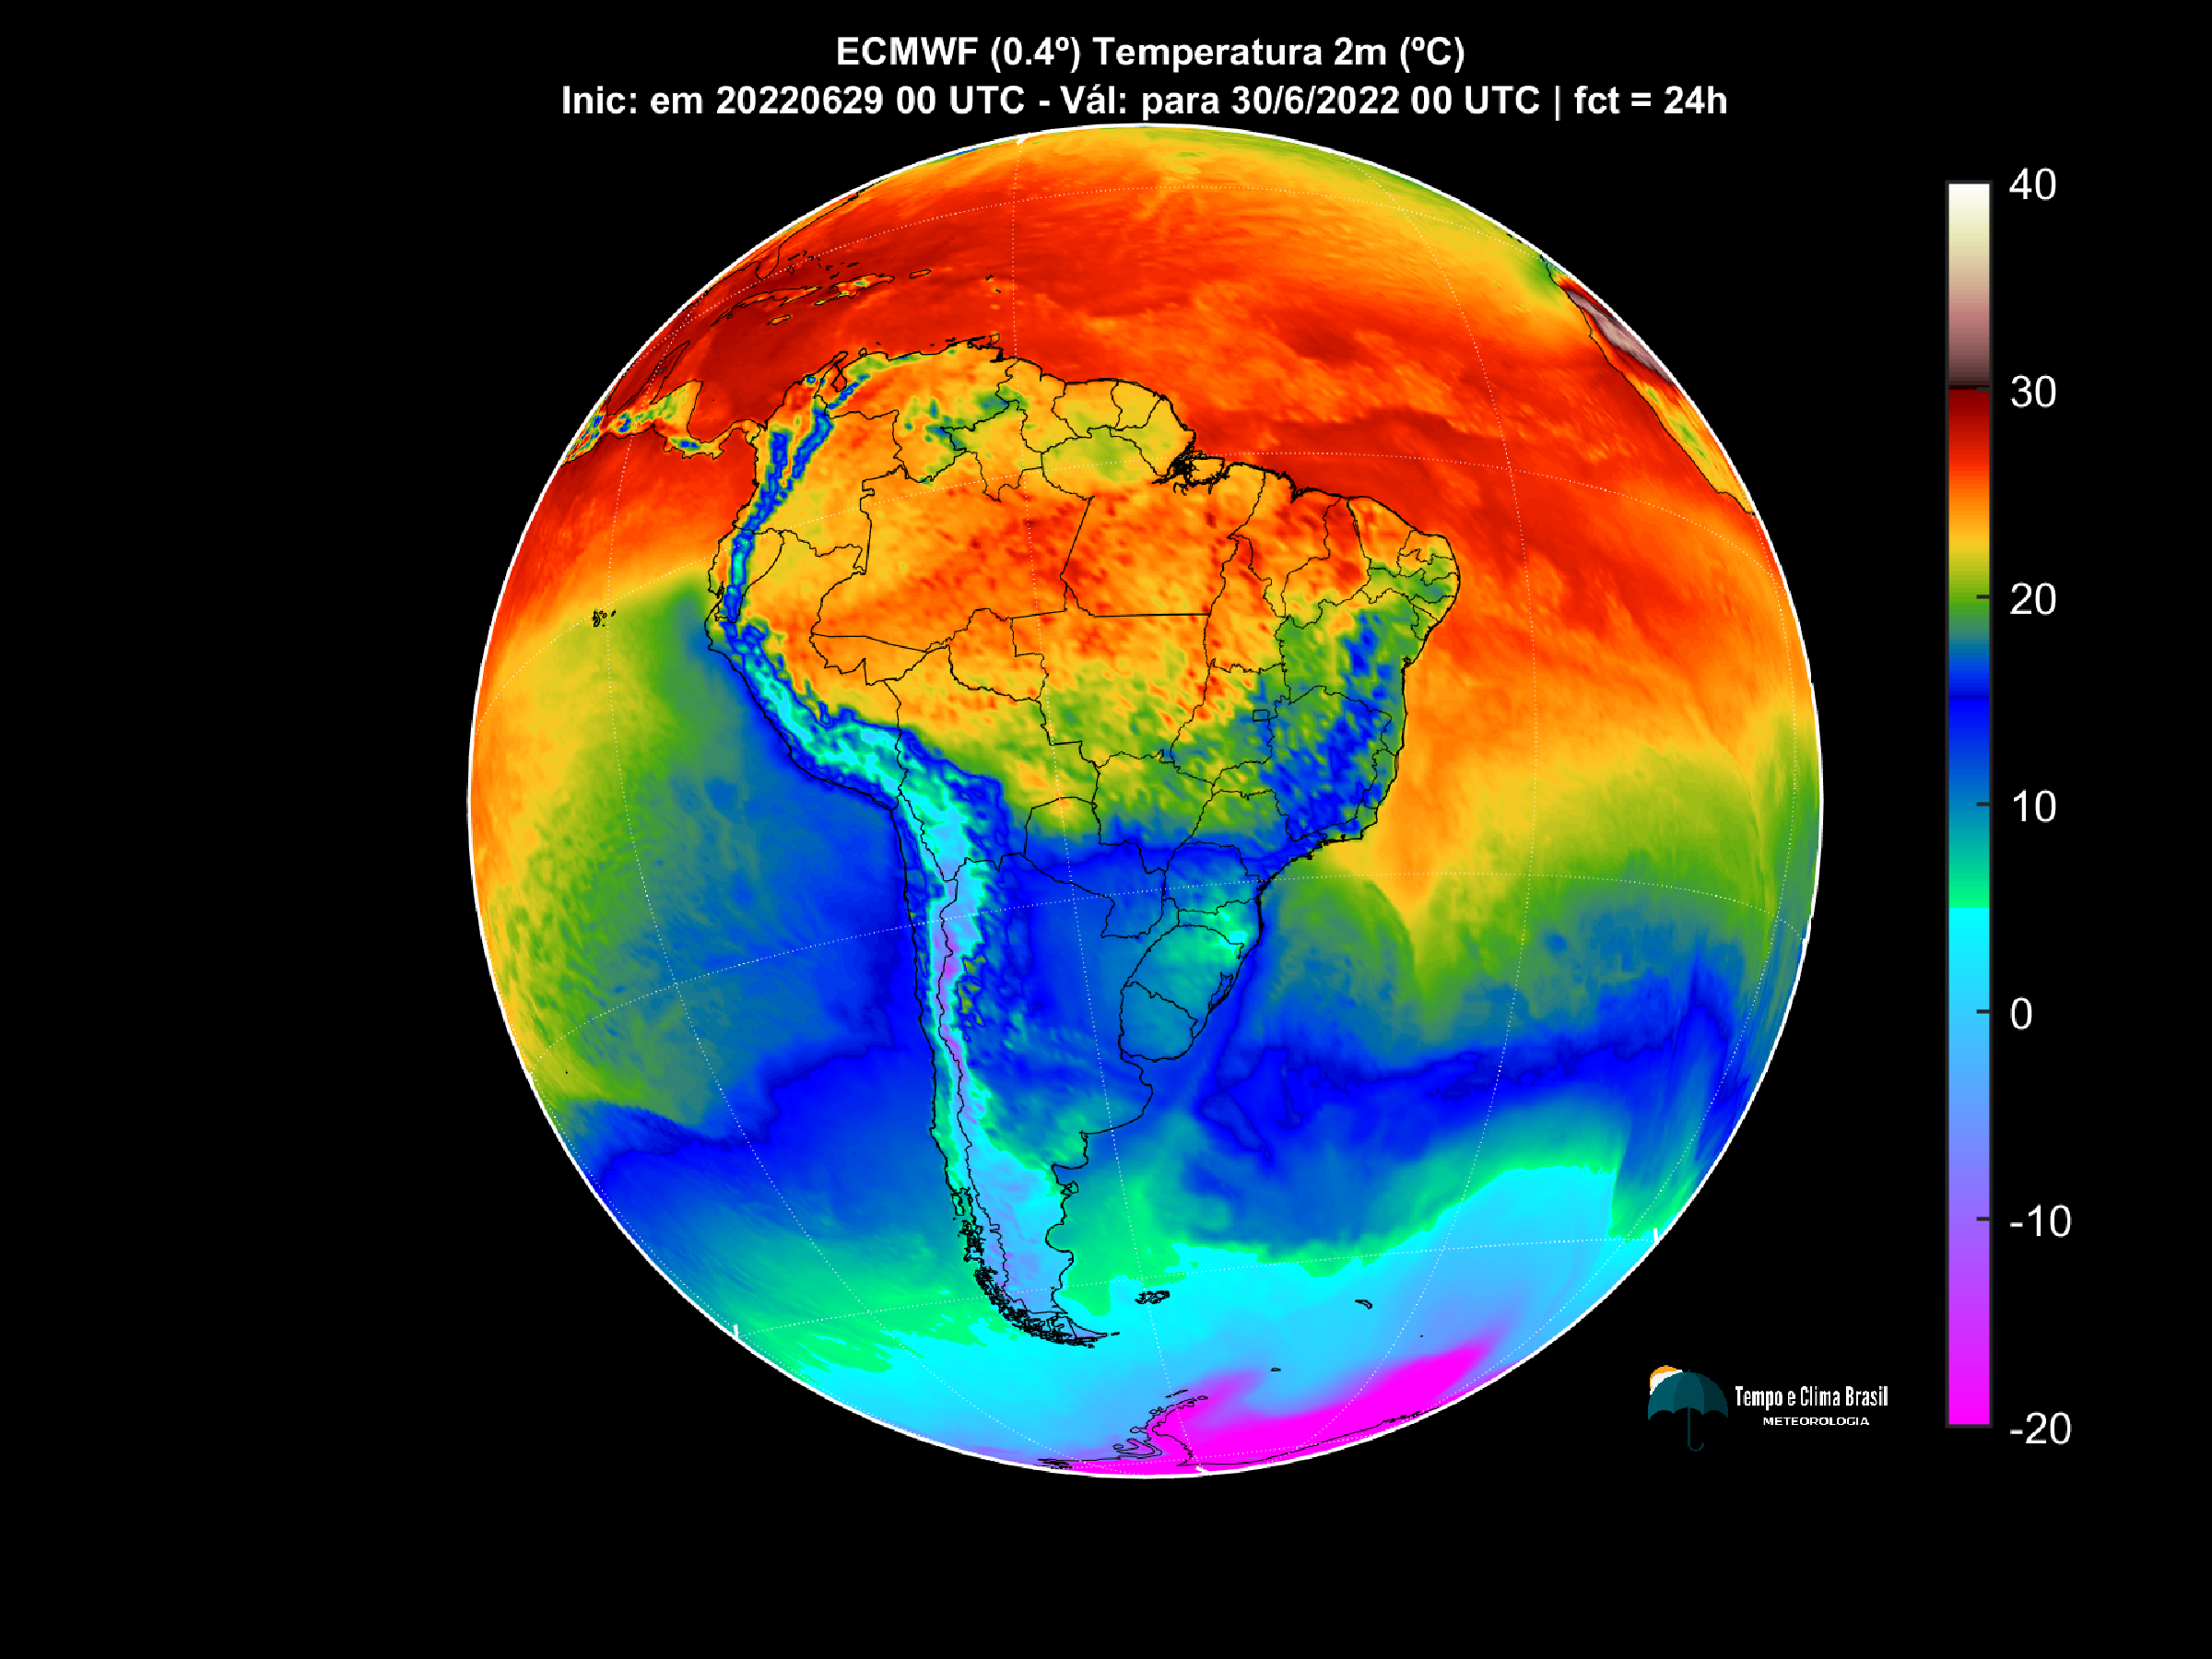 ECMWF (0.4º) Temperatura 2m (ºC)
Inic: em 20220629 00 UTC - Vál: para 30/6/2022 00 UTC | fct = 24h
40
30
20
10
0
-10
-20
Tempo e Clima Brasil
METEOROLOGIA